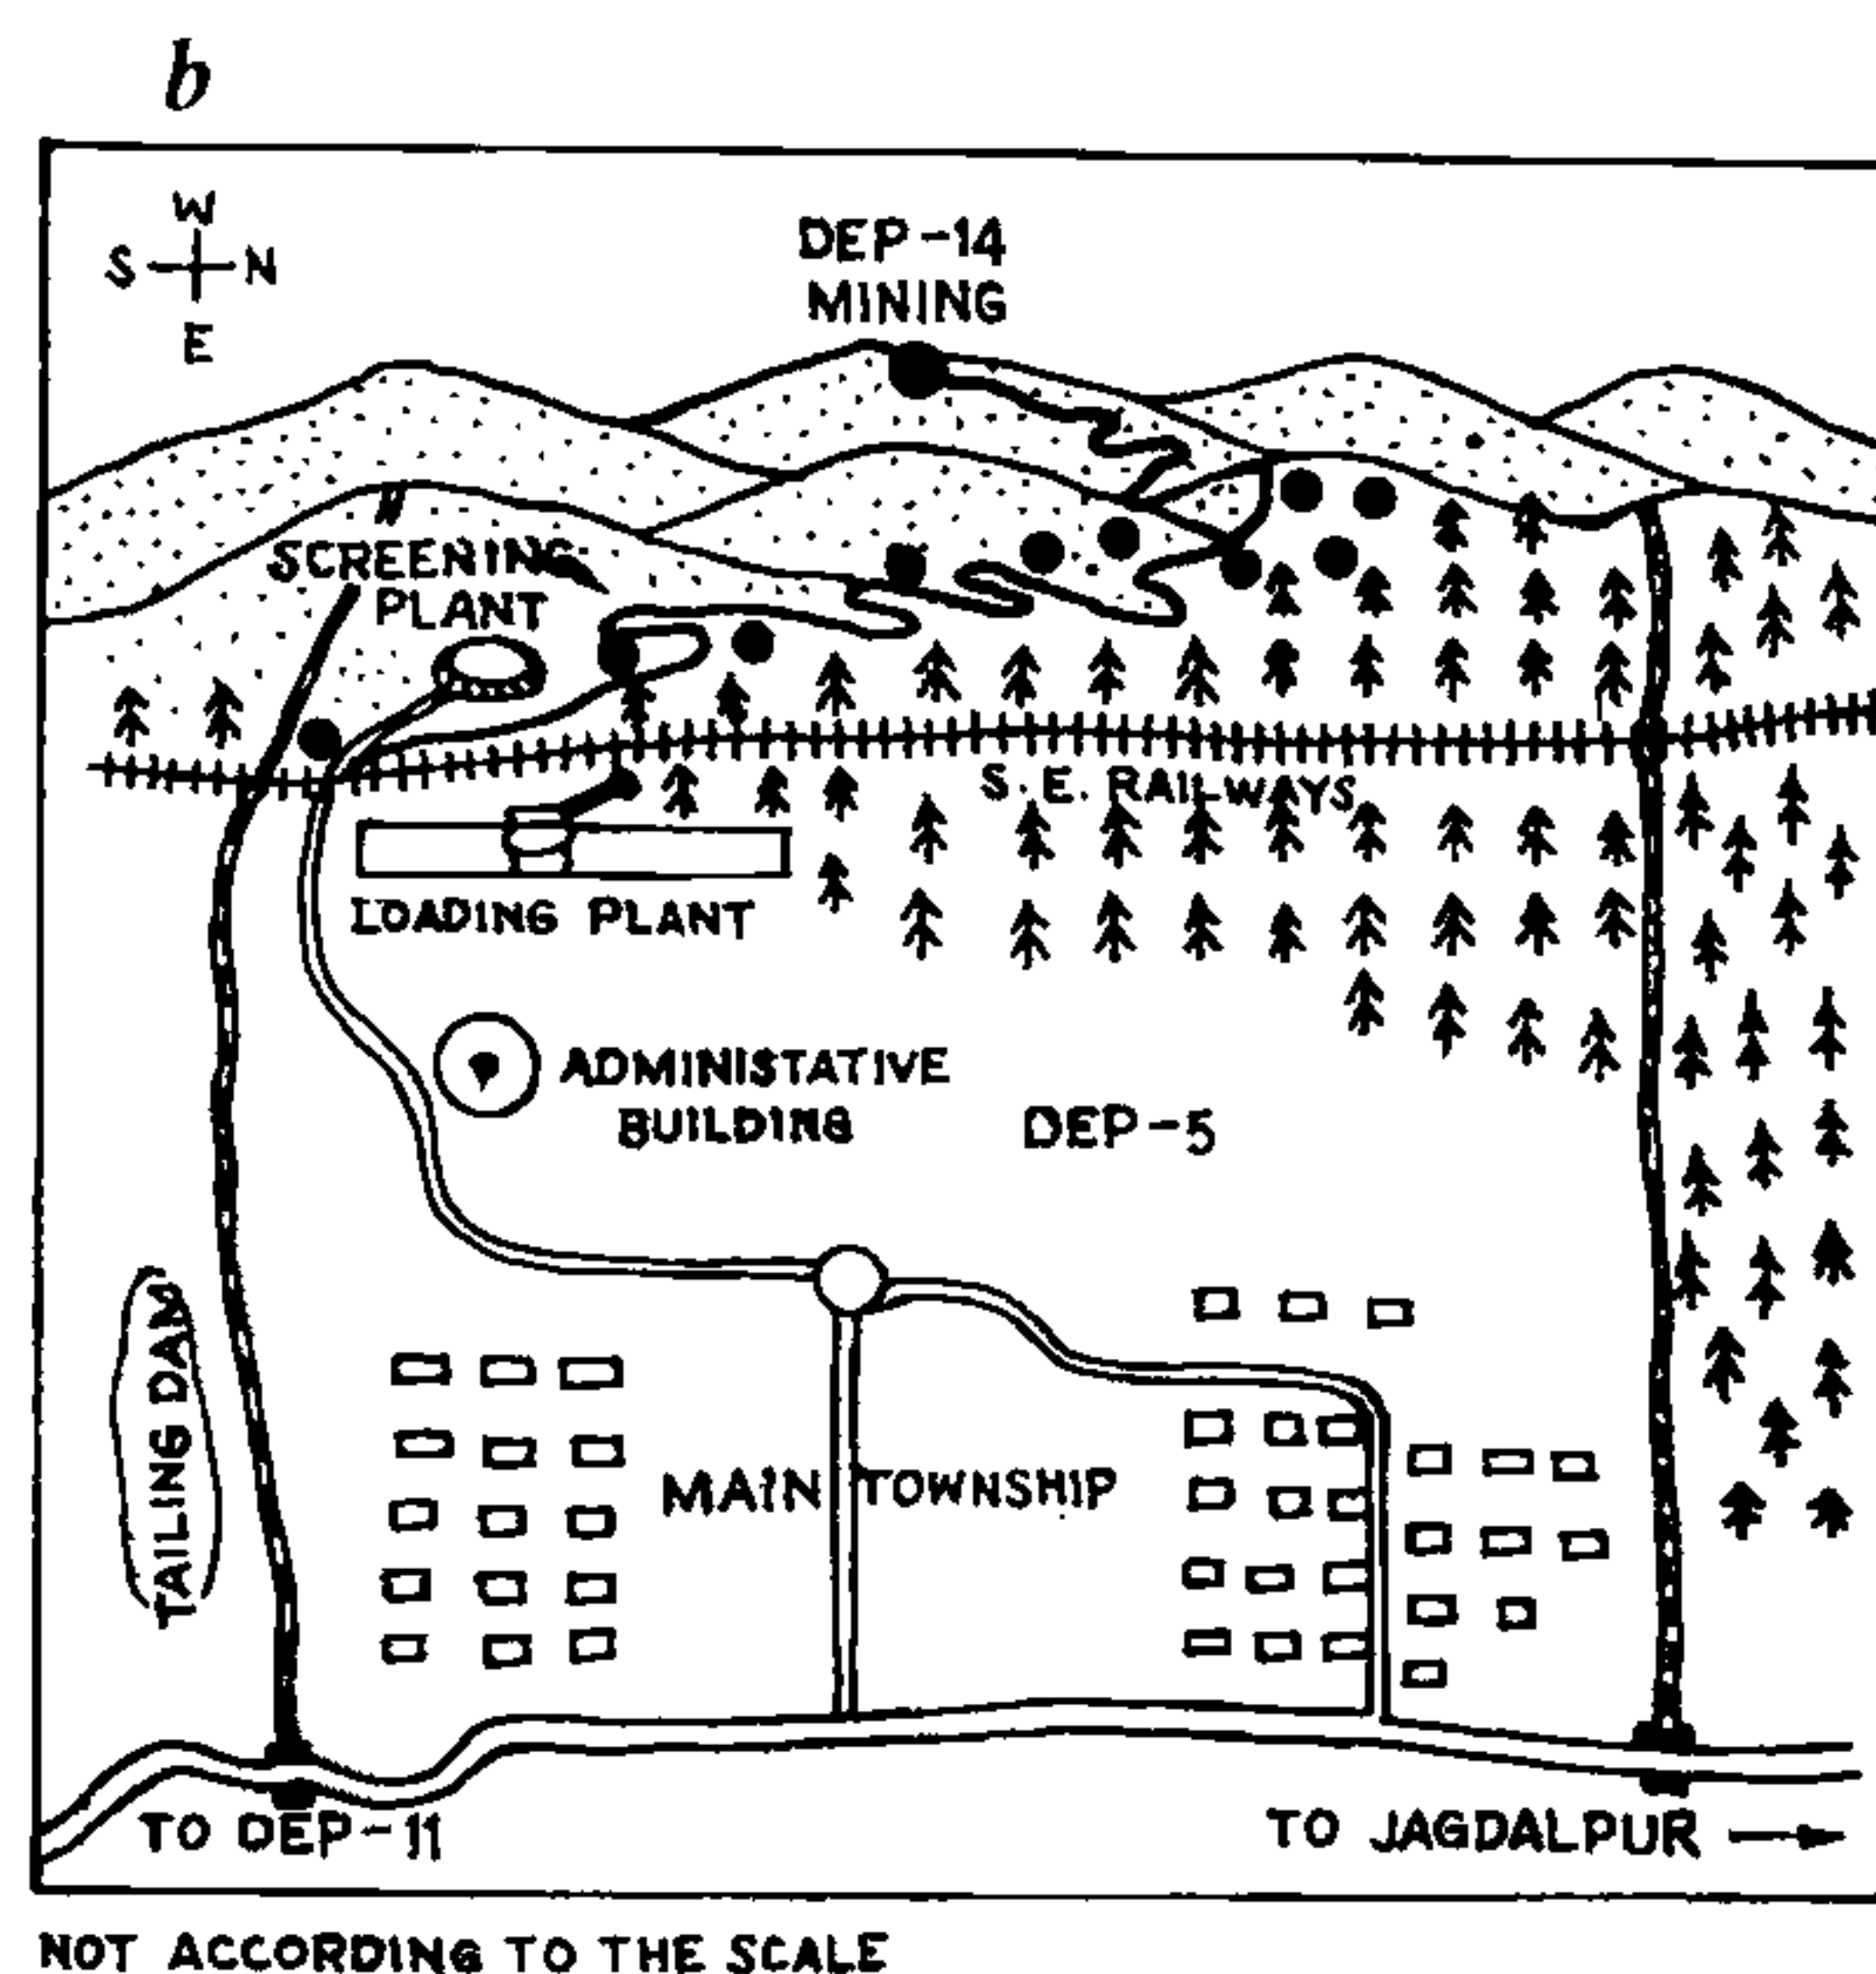 b
W
S N
E
DEP-14
MINING
SCREENING
PLANT
S. E. RAILWAYS
LOADING PLANT
ADMINISTATIVE
BUILDING
DEP-5
TAILING DAM
MAIN TOWNSHIP
TO DEP-11
TO JAGDALPUR
NOT ACCORDING TO THE SCALE